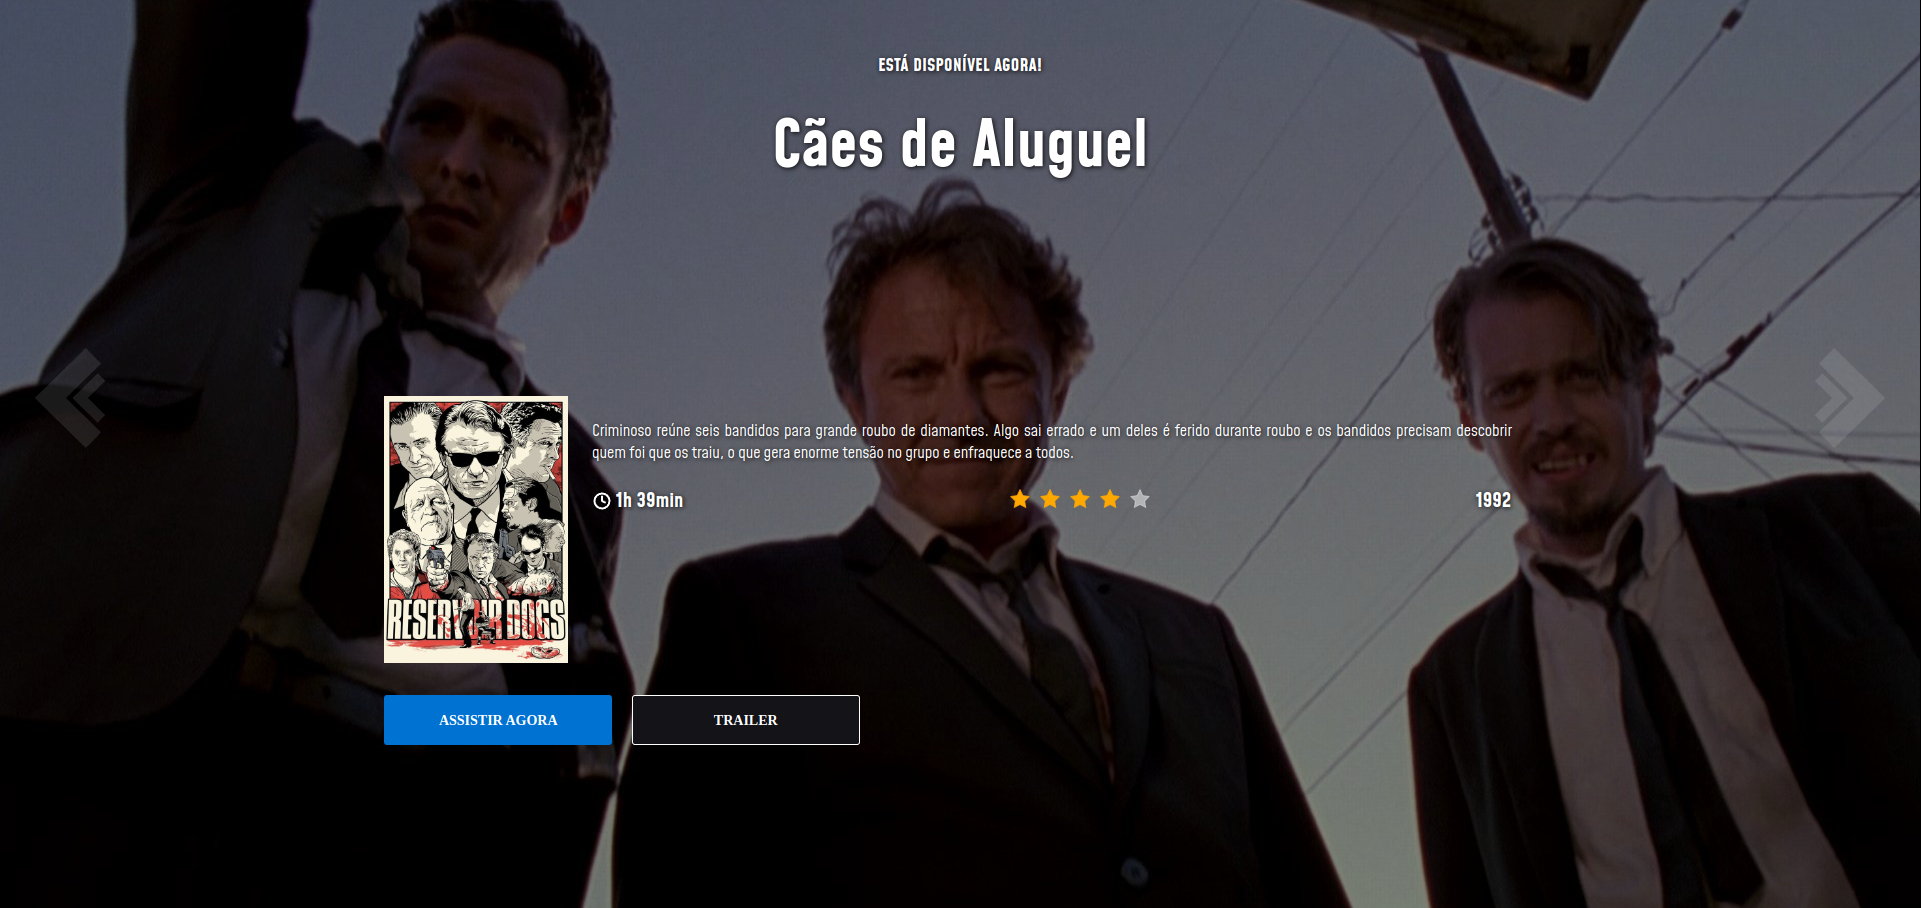 ESTÁ DISPONÍVEL AGORA!
Cães de Aluguel
Criminoso reúne seis bandidos para grande roubo de diamantes. Algo sai errado e um deles é ferido durante roubo e os bandidos precisam descobrir
quem foi que os traiu, o que gera enorme tensão no grupo e enfraquece a todos.
1h 39min
1992
RESERVOIR DOGS
ASSISTIR AGORA
TRAILER